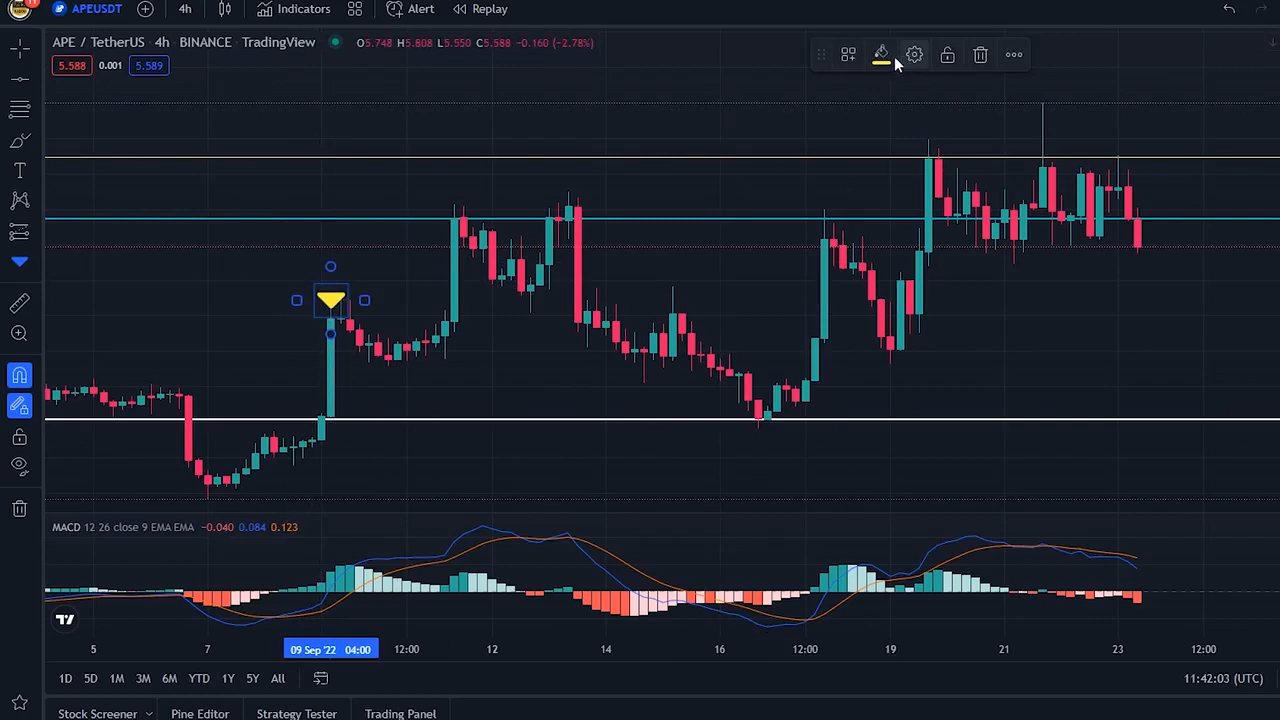 11 APEUSDT 4h Indicators Alert Replay
APE / TetherUS · 4h · BINANCE · TradingView O5.748 H5.808 L5.550 C5.588 −0.160 (−2.78%)
5.588 0.001 5.589
T
MACD 12 26 close 9 EMA EMA −0.040 0.084 0.123
5 7 09 Sep '22 04:00 12:00 12 14 16 12:00 19 21 23 12:00
1D 5D 1M 3M 6M YTD 1Y 5Y All 11:42:03 (UTC)
Stock Screener Pine Editor Strategy Tester Trading Panel